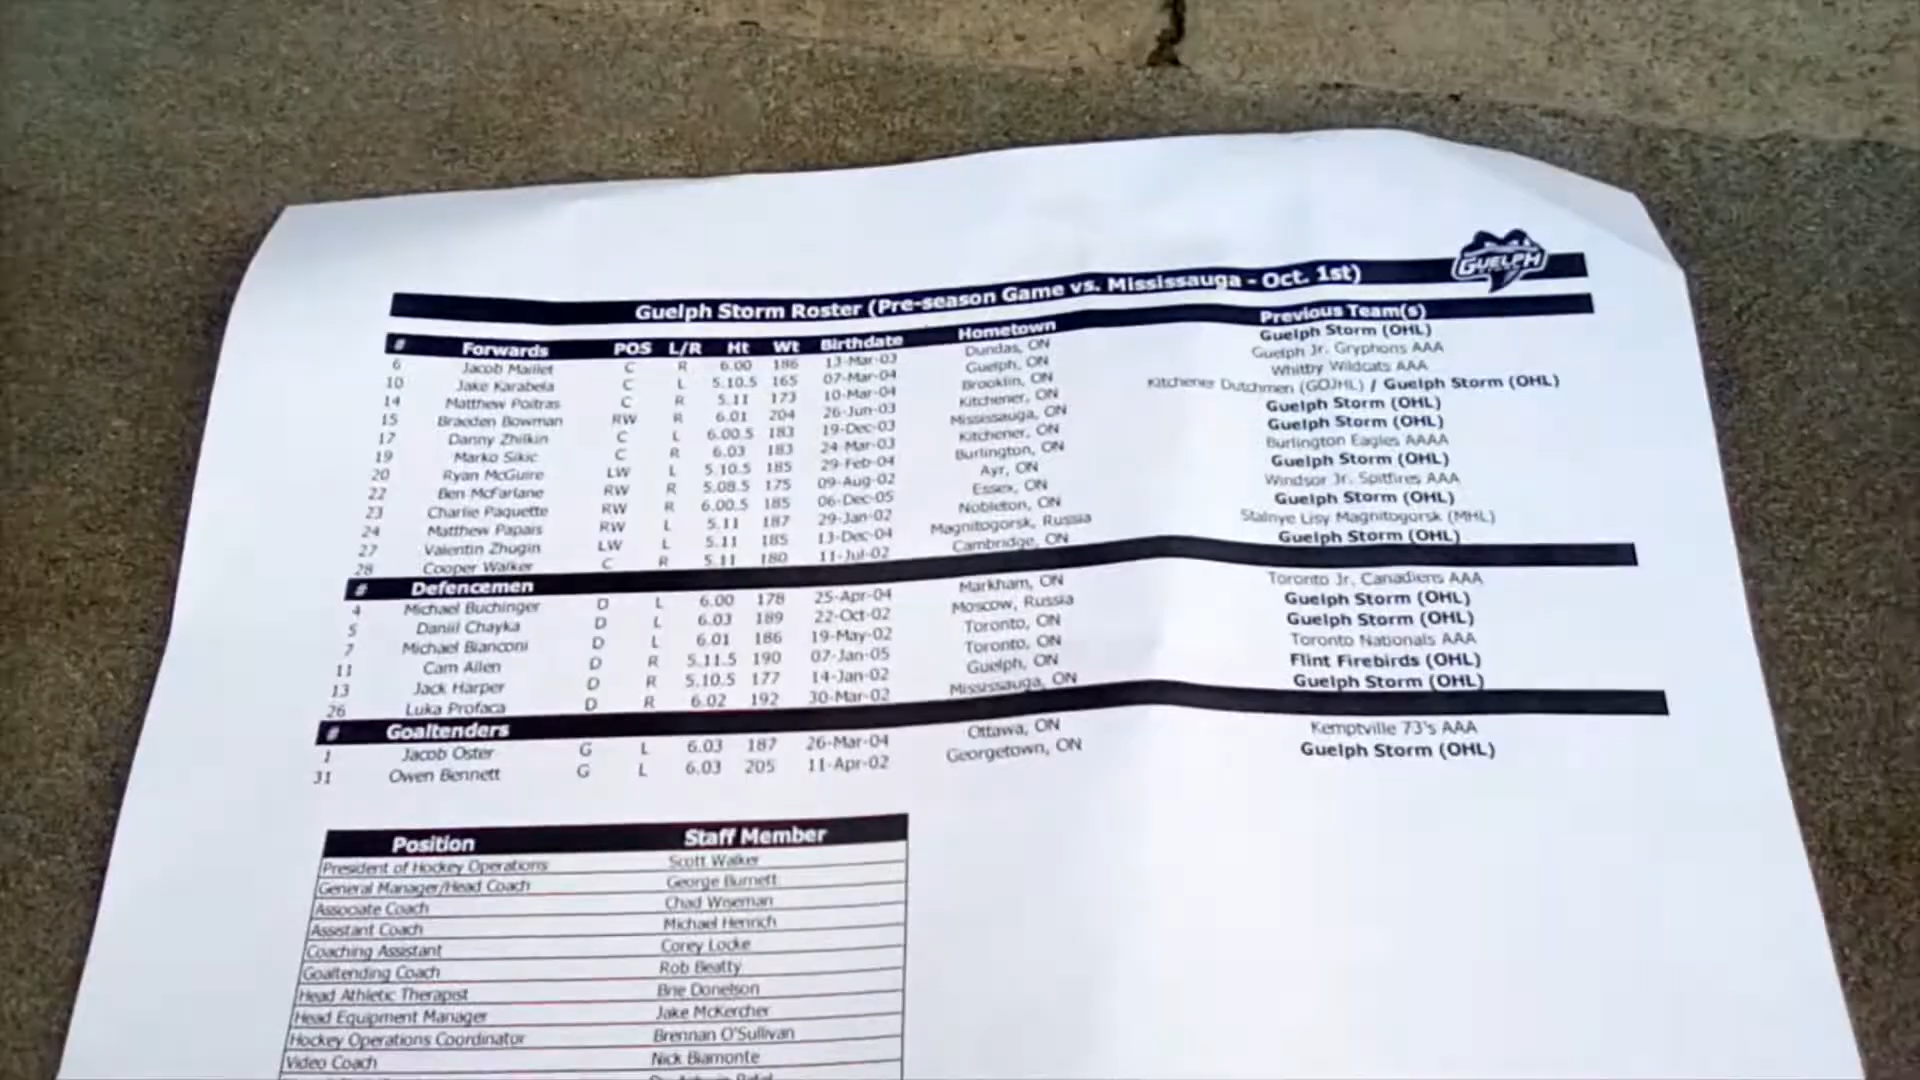 GUELPH
Guelph Storm Roster (Pre-season Game vs. Mississauga - Oct. 1st)
# Forwards POS L/R Ht Wt Birthdate Hometown Previous Team(s)
6 Jacob Maillet C R 6.00 186 13-Mar-03 Dundas, ON Guelph Storm (OHL)
10 Jake Karabela C L 5.10.5 165 07-Mar-04 Guelph, ON Guelph Jr. Gryphons AAA
14 Matthew Poitras C R 5.11 173 10-Mar-04 Brooklin, ON Whitby Wildcats AAA
15 Braeden Bowman RW R 6.01 204 26-Jun-03 Kitchener, ON Kitchener Dutchmen (GOJHL) / Guelph Storm (OHL)
17 Danny Zhilkin C L 6.00.5 183 19-Dec-03 Mississauga, ON Guelph Storm (OHL)
19 Marko Sikic C R 6.03 183 24-Mar-03 Kitchener, ON Guelph Storm (OHL)
20 Ryan McGuire LW L 5.10.5 185 29-Feb-04 Burlington, ON Burlington Eagles AAAA
22 Ben McFarlane RW R 5.08.5 175 09-Aug-02 Ayr, ON Guelph Storm (OHL)
23 Charlie Paquette RW R 6.00.5 185 06-Dec-05 Essex, ON Windsor Jr. Spitfires AAA
24 Matthew Papais RW L 5.11 187 29-Jan-02 Nobleton, ON Guelph Storm (OHL)
27 Valentin Zhugin LW L 5.11 185 13-Dec-04 Magnitogorsk, Russia Stalnye Lisy Magnitogorsk (MHL)
28 Cooper Walker C R 5.11 180 11-Jul-02 Cambridge, ON Guelph Storm (OHL)
# Defencemen
4 Michael Buchinger D L 6.00 178 25-Apr-04 Markham, ON Toronto Jr. Canadiens AAA
5 Daniil Chayka D L 6.03 189 22-Oct-02 Moscow, Russia Guelph Storm (OHL)
7 Michael Bianconi D L 6.01 186 19-May-02 Toronto, ON Guelph Storm (OHL)
11 Cam Allen D R 5.11.5 190 07-Jan-05 Toronto, ON Toronto Nationals AAA
13 Jack Harper D R 5.10.5 177 14-Jan-02 Guelph, ON Flint Firebirds (OHL)
26 Luka Profaca D R 6.02 192 30-Mar-02 Mississauga, ON Guelph Storm (OHL)
# Goaltenders
1 Jacob Oster G L 6.03 187 26-Mar-04 Ottawa, ON Kemptville 73's AAA
31 Owen Bennett G L 6.03 205 11-Apr-02 Georgetown, ON Guelph Storm (OHL)
Position Staff Member
President of Hockey Operations Scott Walker
General Manager/Head Coach George Burnett
Associate Coach Chad Wiseman
Assistant Coach Michael Henrich
Coaching Assistant Corey Locke
Goaltending Coach Rob Beatty
Head Athletic Therapist Brie Donelson
Head Equipment Manager Jake McKercher
Hockey Operations Coordinator Brennan O'Sullivan
Video Coach Nick Biamonte